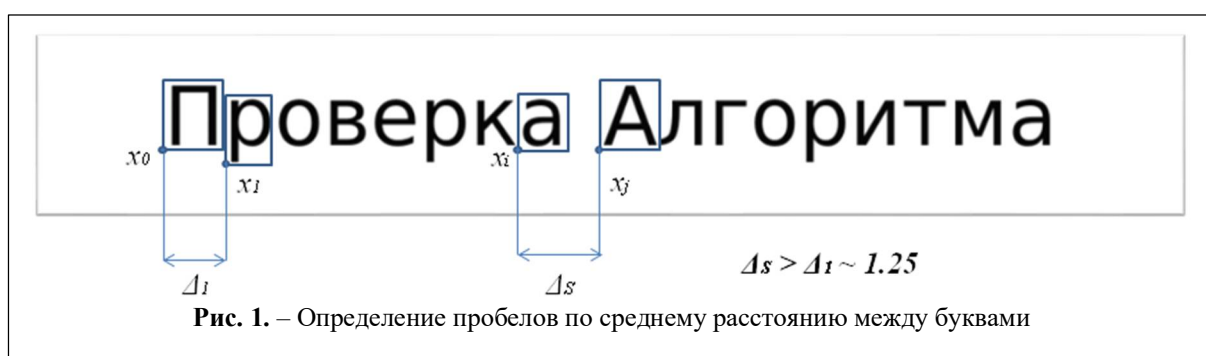 Проверка Алгоритма
x0 x1 xi xj
Δ1 Δs Δs > Δ1 ~ 1.25
Рис. 1. – Определение пробелов по среднему расстоянию между буквами